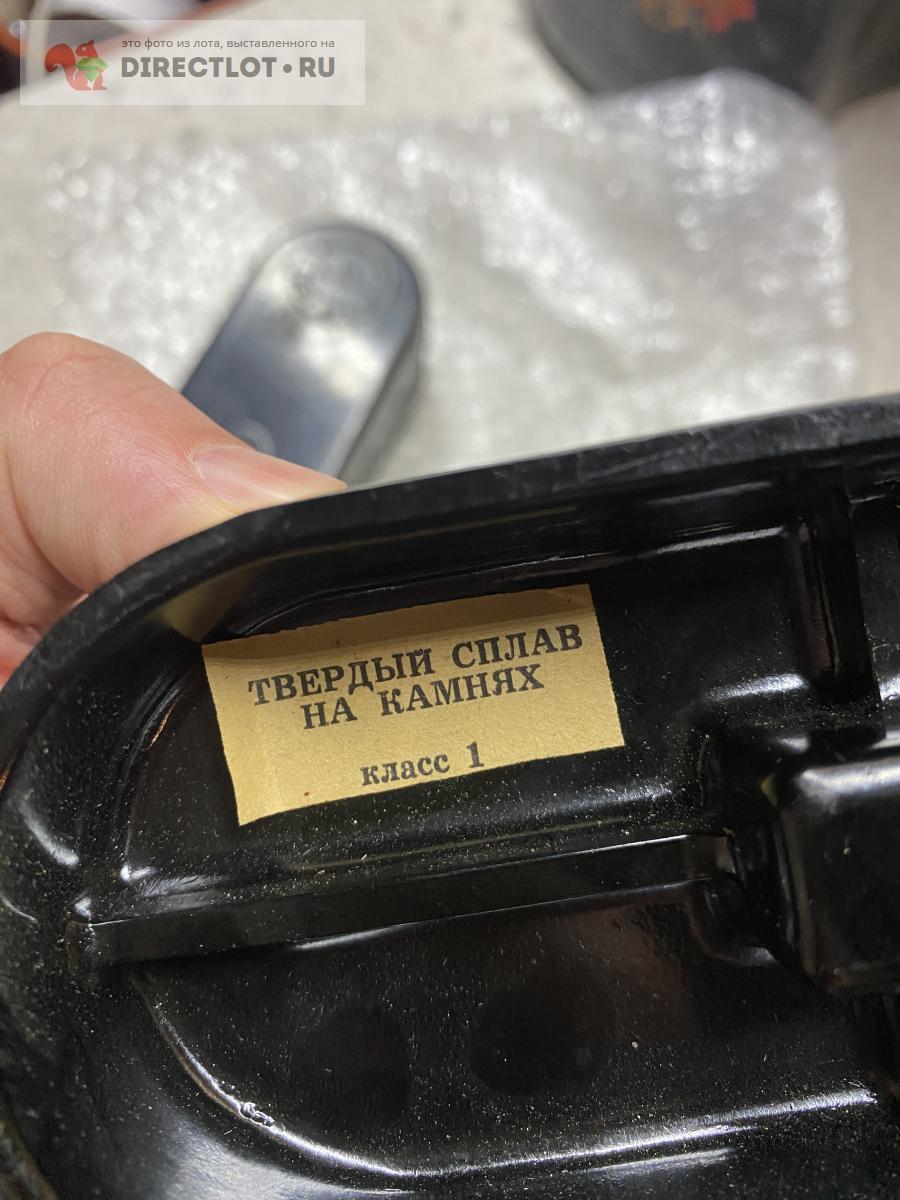 это фото из лота, выставленного на
DIRECTLOT•RU
ТВЕРДЫЙ СПЛАВ
НА КАМНЯХ
класс 1